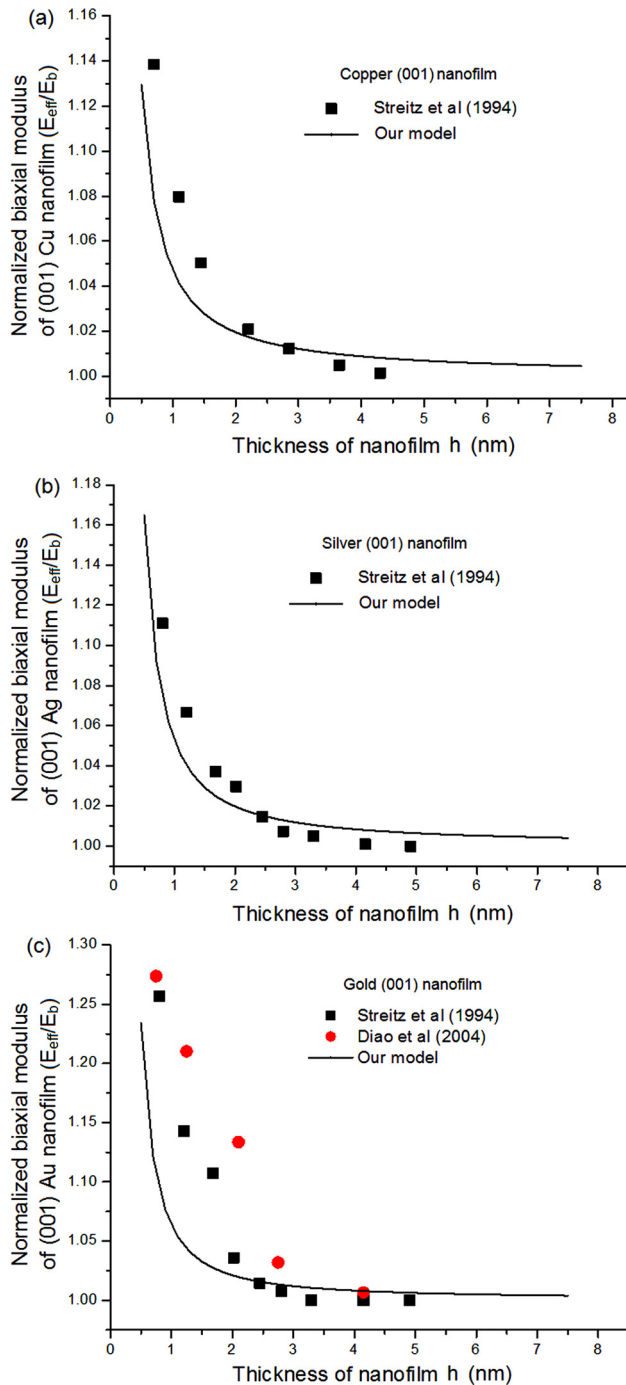 (a)
1.16
1.14
1.12
1.10
1.08
1.06
1.04
1.02
1.00
Normalized biaxial modulus
of (001) Cu nanofilm (Eeff/Eb)
Copper (001) nanofilm
Streitz et al (1994)
Our model
0 1 2 3 4 5 6 7 8
Thickness of nanofilm h (nm)
(b)
1.18
1.16
1.14
1.12
1.10
1.08
1.06
1.04
1.02
1.00
Normalized biaxial modulus
of (001) Ag nanofilm (Eeff/Eb)
Silver (001) nanofilm
Streitz et al (1994)
Our model
0 1 2 3 4 5 6 7 8
Thickness of nanofilm h (nm)
(c)
1.30
1.25
1.20
1.15
1.10
1.05
1.00
Normalized biaxial modulus
of (001) Au nanofilm (Eeff/Eb)
Gold (001) nanofilm
Streitz et al (1994)
Diao et al (2004)
Our model
0 1 2 3 4 5 6 7 8
Thickness of nanofilm h (nm)